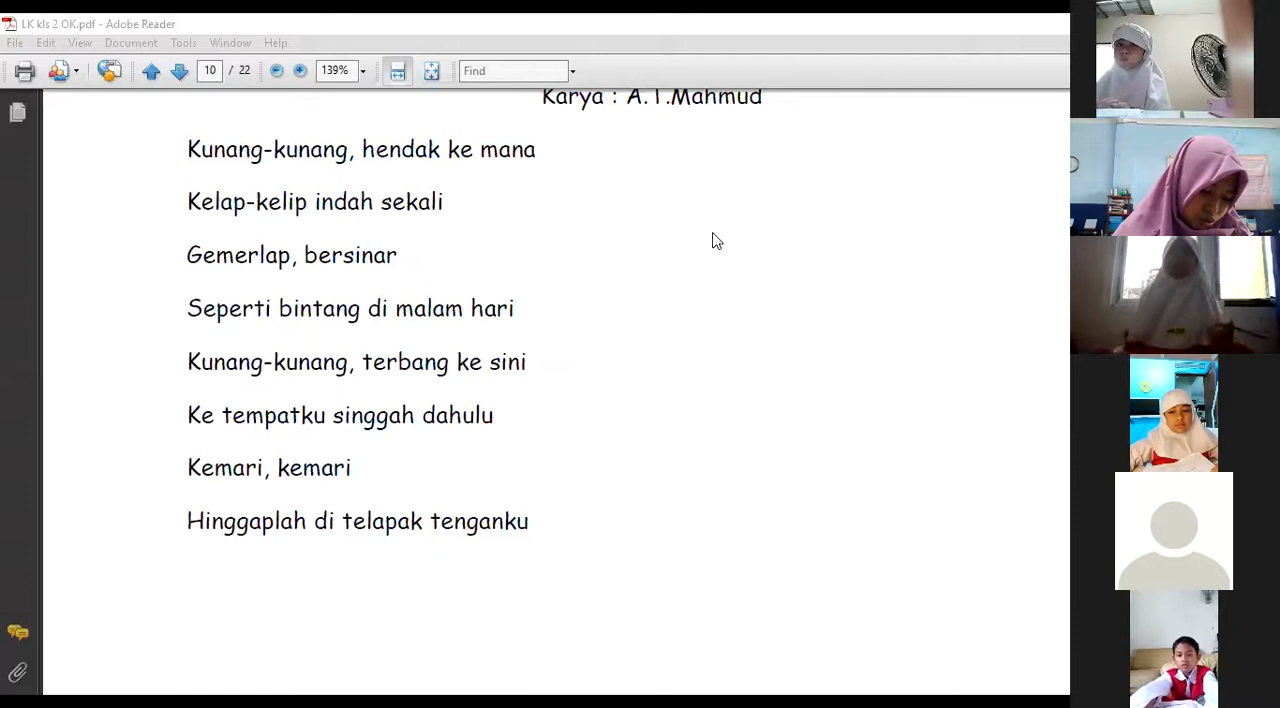 LK kls 2 OK.pdf - Adobe Reader
File Edit View Document Tools Window Help
10 / 22 139% Find
Karya : A.T.Mahmud
Kunang-kunang, hendak ke mana
Kelap-kelip indah sekali
Gemerlap, bersinar
Seperti bintang di malam hari
Kunang-kunang, terbang ke sini
Ke tempatku singgah dahulu
Kemari, kemari
Hinggaplah di telapak tenganku